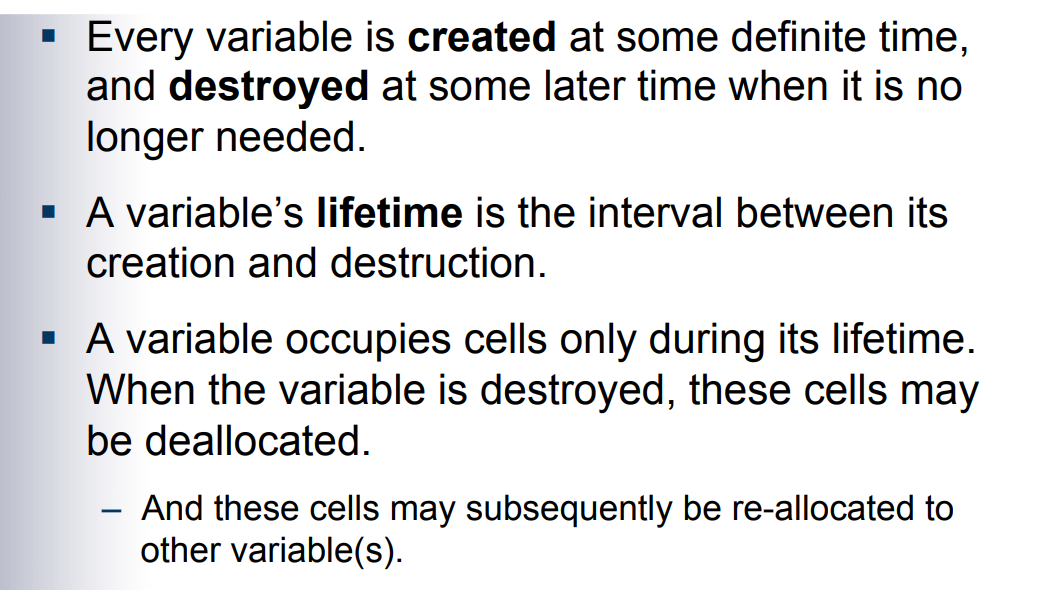 ▪ Every variable is created at some definite time,
and destroyed at some later time when it is no
longer needed.
▪ A variable’s lifetime is the interval between its
creation and destruction.
▪ A variable occupies cells only during its lifetime.
When the variable is destroyed, these cells may
be deallocated.
– And these cells may subsequently be re-allocated to
other variable(s).